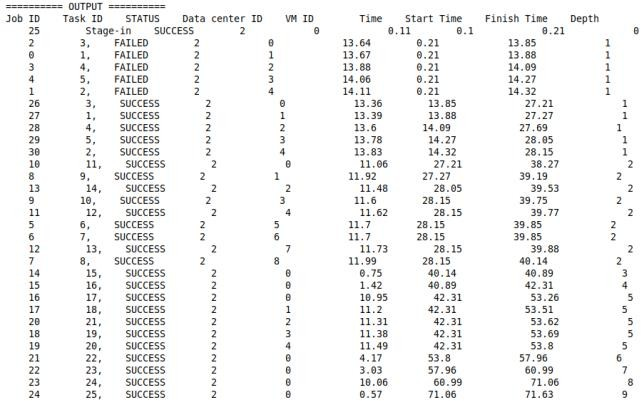 ========== OUTPUT ==========
Job ID Task ID STATUS Data center ID VM ID Time Start Time Finish Time Depth
25 Stage-in SUCCESS 2 0 0.11 0.1 0.21 0
2 3, FAILED 2 0 13.64 0.21 13.85 1
0 1, FAILED 2 1 13.67 0.21 13.88 1
3 4, FAILED 2 2 13.88 0.21 14.09 1
4 5, FAILED 2 3 14.06 0.21 14.27 1
1 2, FAILED 2 4 14.11 0.21 14.32 1
26 3, SUCCESS 2 0 13.36 13.85 27.21 1
27 1, SUCCESS 2 1 13.39 13.88 27.27 1
28 4, SUCCESS 2 2 13.6 14.09 27.69 1
29 5, SUCCESS 2 3 13.78 14.27 28.05 1
30 2, SUCCESS 2 4 13.83 14.32 28.15 1
10 11, SUCCESS 2 0 11.06 27.21 38.27 2
8 9, SUCCESS 2 1 11.92 27.27 39.19 2
13 14, SUCCESS 2 2 11.48 28.05 39.53 2
9 10, SUCCESS 2 3 11.6 28.15 39.75 2
11 12, SUCCESS 2 4 11.62 28.15 39.77 2
5 6, SUCCESS 2 5 11.7 28.15 39.85 2
6 7, SUCCESS 2 6 11.7 28.15 39.85 2
12 13, SUCCESS 2 7 11.73 28.15 39.88 2
7 8, SUCCESS 2 8 11.99 28.15 40.14 2
14 15, SUCCESS 2 0 0.75 40.14 40.89 3
15 16, SUCCESS 2 0 1.42 40.89 42.31 4
16 17, SUCCESS 2 0 10.95 42.31 53.26 5
17 18, SUCCESS 2 1 11.2 42.31 53.51 5
20 21, SUCCESS 2 2 11.31 42.31 53.62 5
18 19, SUCCESS 2 3 11.38 42.31 53.69 5
19 20, SUCCESS 2 4 11.49 42.31 53.8 5
21 22, SUCCESS 2 0 4.17 53.8 57.96 6
22 23, SUCCESS 2 0 3.03 57.96 60.99 7
23 24, SUCCESS 2 0 10.06 60.99 71.06 8
24 25, SUCCESS 2 0 0.57 71.06 71.63 9